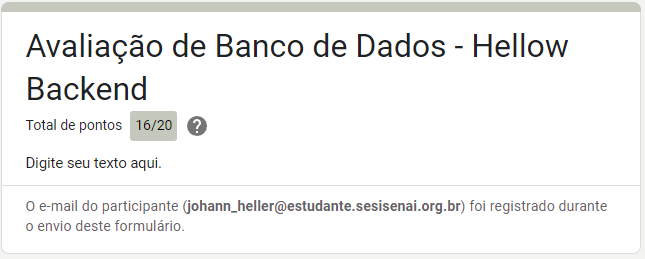 Avaliação de Banco de Dados - Hellow
Backend
Total de pontos 16/20 ?
Digite seu texto aqui.
O e-mail do participante (johann_heller@estudante.sesisenai.org.br) foi registrado durante
o envio deste formulário.